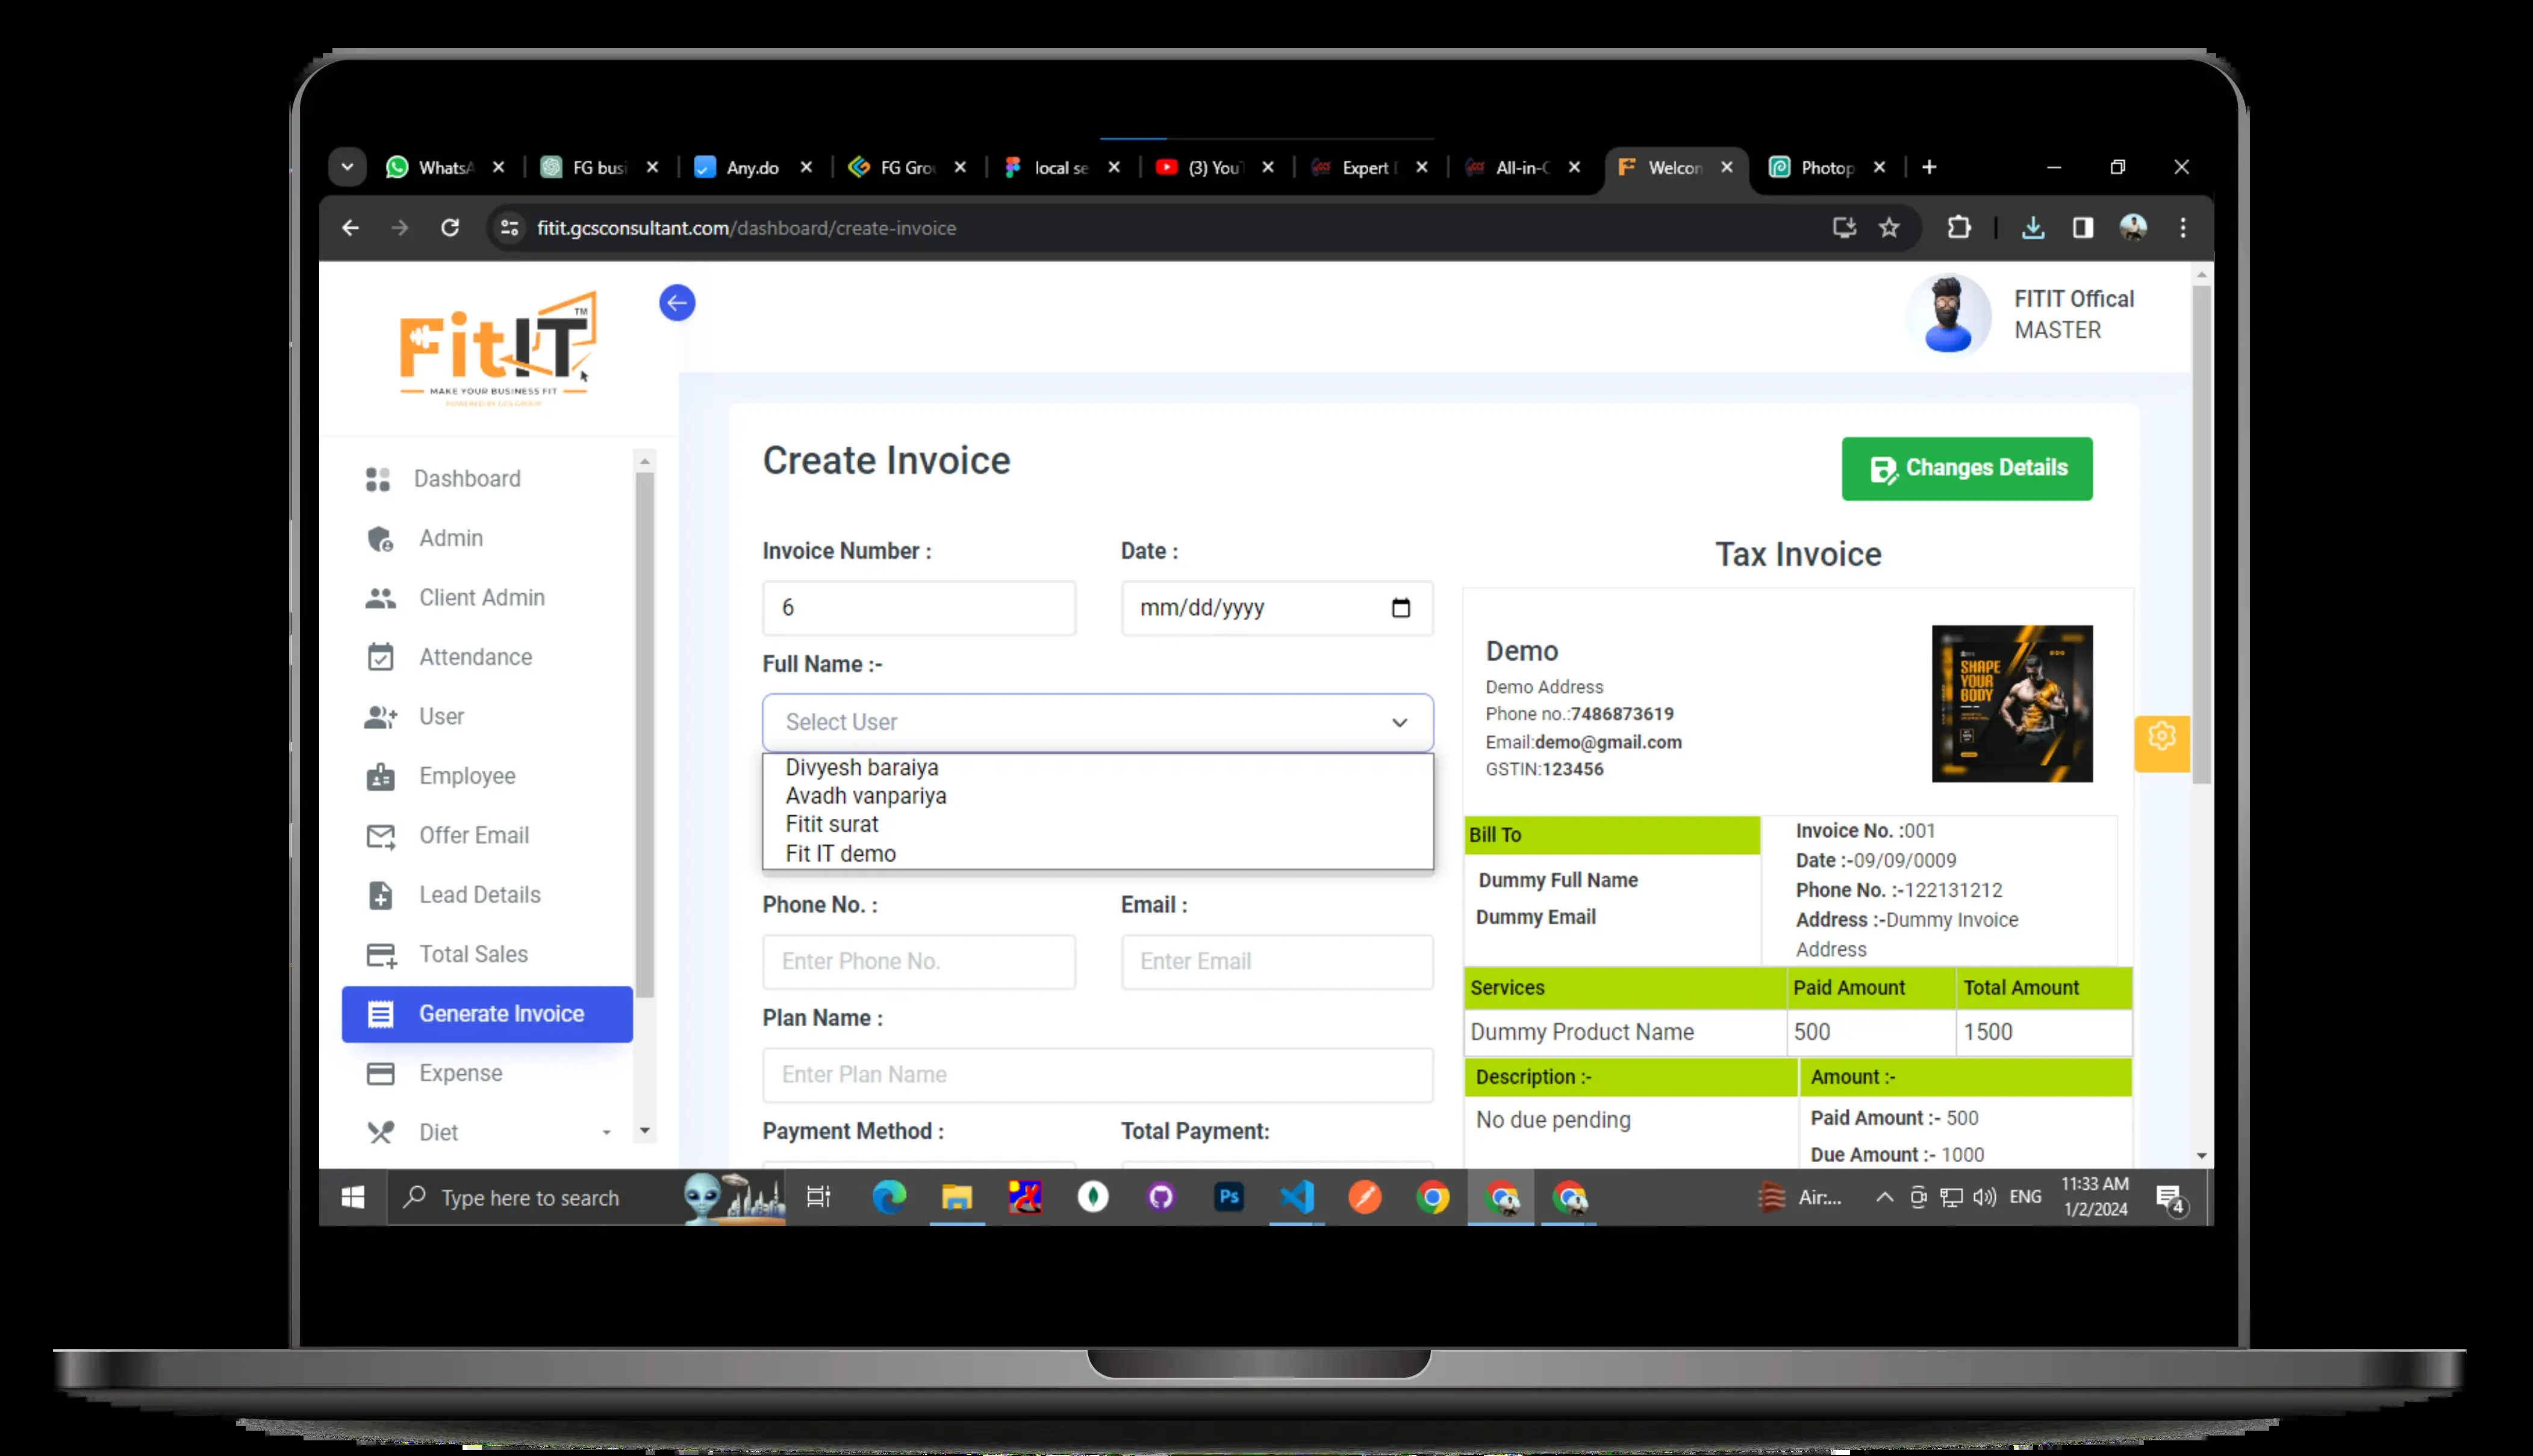 WhatsA
FG busi
Any.do
FG Grou
local se
(3) YouT
Expert
All-in-C
Welcon
Photop
fitit.gcsconsultant.com/dashboard/create-invoice
FitIT TM
MAKE YOUR BUSINESS FIT
FITIT Offical
MASTER
Dashboard
Admin
Client Admin
Attendance
User
Employee
Offer Email
Lead Details
Total Sales
Generate Invoice
Expense
Diet
Create Invoice
Changes Details
Invoice Number :
Date :
6
mm/dd/yyyy
Full Name :-
Select User
Divyesh baraiya
Avadh vanpariya
Fitit surat
Fit IT demo
Phone No. :
Email :
Enter Phone No.
Enter Email
Plan Name :
Enter Plan Name
Payment Method :
Total Payment:
Tax Invoice
Demo
Demo Address
Phone no.:7486873619
Email:demo@gmail.com
GSTIN:123456
SHAPE
YOUR
BODY
Bill To
Dummy Full Name
Dummy Email
Invoice No. :001
Date :-09/09/0009
Phone No. :-122131212
Address :-Dummy Invoice
Address
Services
Paid Amount
Total Amount
Dummy Product Name
500
1500
Description :-
Amount :-
No due pending
Paid Amount :- 500
Due Amount :- 1000
Type here to search
Ps
Air:...
ENG
11:33 AM
1/2/2024
4